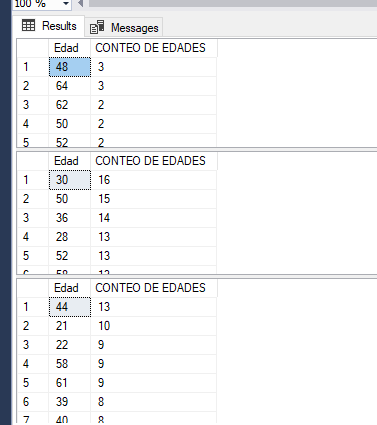 100 %
Results Messages
Edad CONTEO DE EDADES
1 48 3
2 64 3
3 62 2
4 50 2
5 52 2
Edad CONTEO DE EDADES
1 30 16
2 50 15
3 36 14
4 28 13
5 52 13
Edad CONTEO DE EDADES
1 44 13
2 21 10
3 22 9
4 58 9
5 61 9
6 39 8
7 40 8